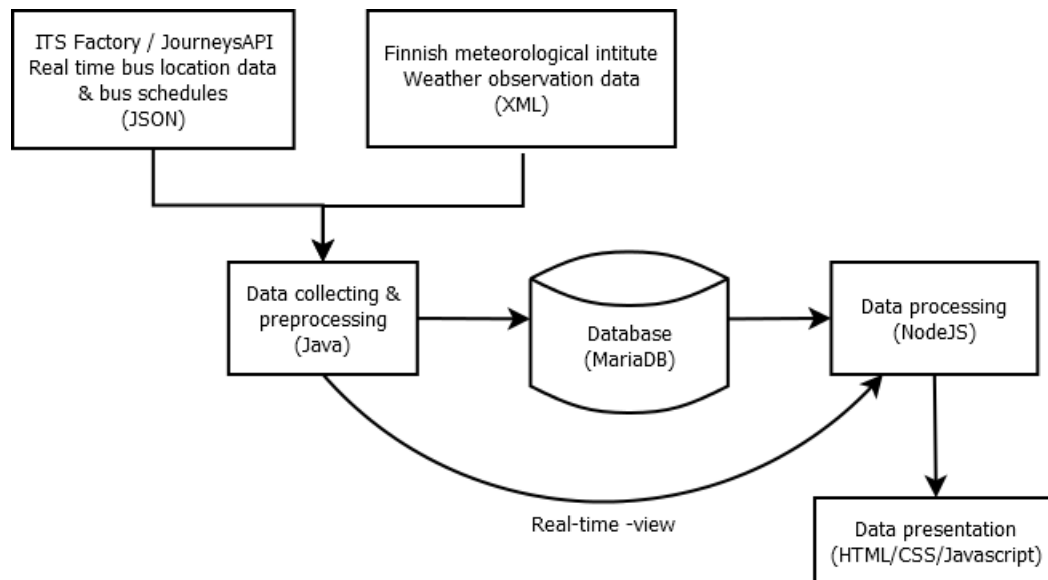 ITS Factory / JourneysAPI
Real time bus location data
& bus schedules
(JSON)
Finnish meteorological intitute
Weather observation data
(XML)
Data collecting &
preprocessing
(Java)
Database
(MariaDB)
Data processing
(NodeJS)
Real-time -view
Data presentation
(HTML/CSS/Javascript)